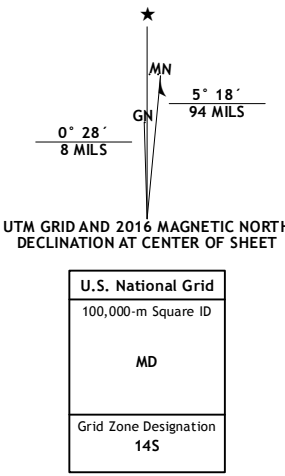 ★
MN
5° 18´
94 MILS
GN
0° 28´
8 MILS
UTM GRID AND 2016 MAGNETIC NORTH
DECLINATION AT CENTER OF SHEET
U.S. National Grid
100,000-m Square ID
MD
Grid Zone Designation
14S